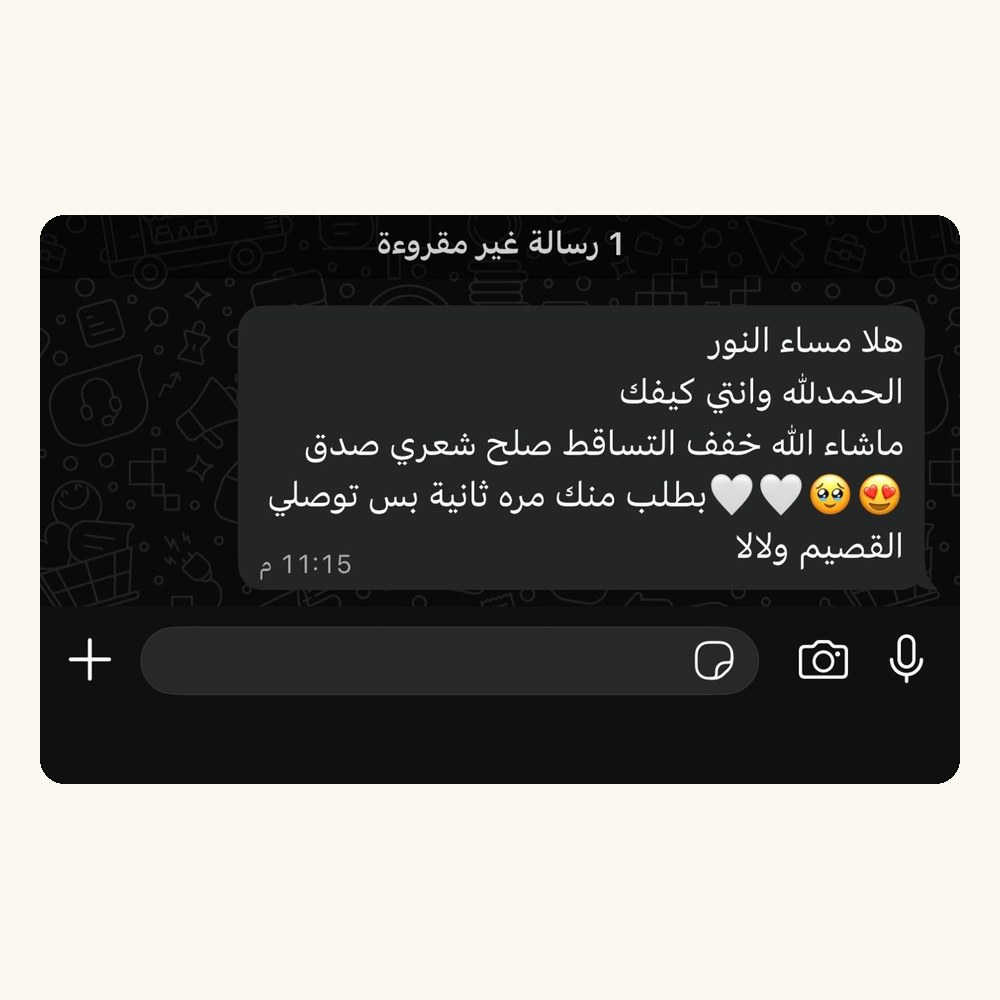 1 رسالة غير مقروءة
هلا مساء النور
الحمدلله وانتي كيفك
ماشاء الله خفف التساقط صلح شعري صدق
😍🥹🤍🤍بطلب منك مره ثانية بس توصلي
القصيم ولالا
11:15 م